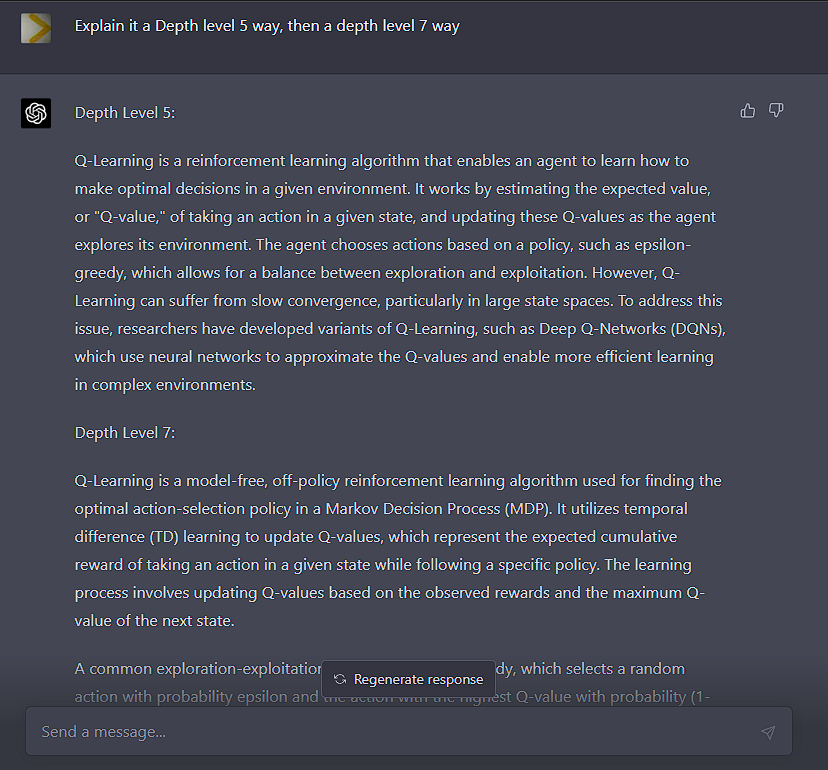 Explain it a Depth level 5 way, then a depth level 7 way
Depth Level 5:
Q-Learning is a reinforcement learning algorithm that enables an agent to learn how to
make optimal decisions in a given environment. It works by estimating the expected value,
or "Q-value," of taking an action in a given state, and updating these Q-values as the agent
explores its environment. The agent chooses actions based on a policy, such as epsilon-
greedy, which allows for a balance between exploration and exploitation. However, Q-
Learning can suffer from slow convergence, particularly in large state spaces. To address this
issue, researchers have developed variants of Q-Learning, such as Deep Q-Networks (DQNs),
which use neural networks to approximate the Q-values and enable more efficient learning
in complex environments.
Depth Level 7:
Q-Learning is a model-free, off-policy reinforcement learning algorithm used for finding the
optimal action-selection policy in a Markov Decision Process (MDP). It utilizes temporal
difference (TD) learning to update Q-values, which represent the expected cumulative
reward of taking an action in a given state while following a specific policy. The learning
process involves updating Q-values based on the observed rewards and the maximum Q-
value of the next state.
A common exploration-exploitation dy, which selects a random
Regenerate response
action with probability epsilon and the action with the highest Q-value with probability (1-
Send a message...